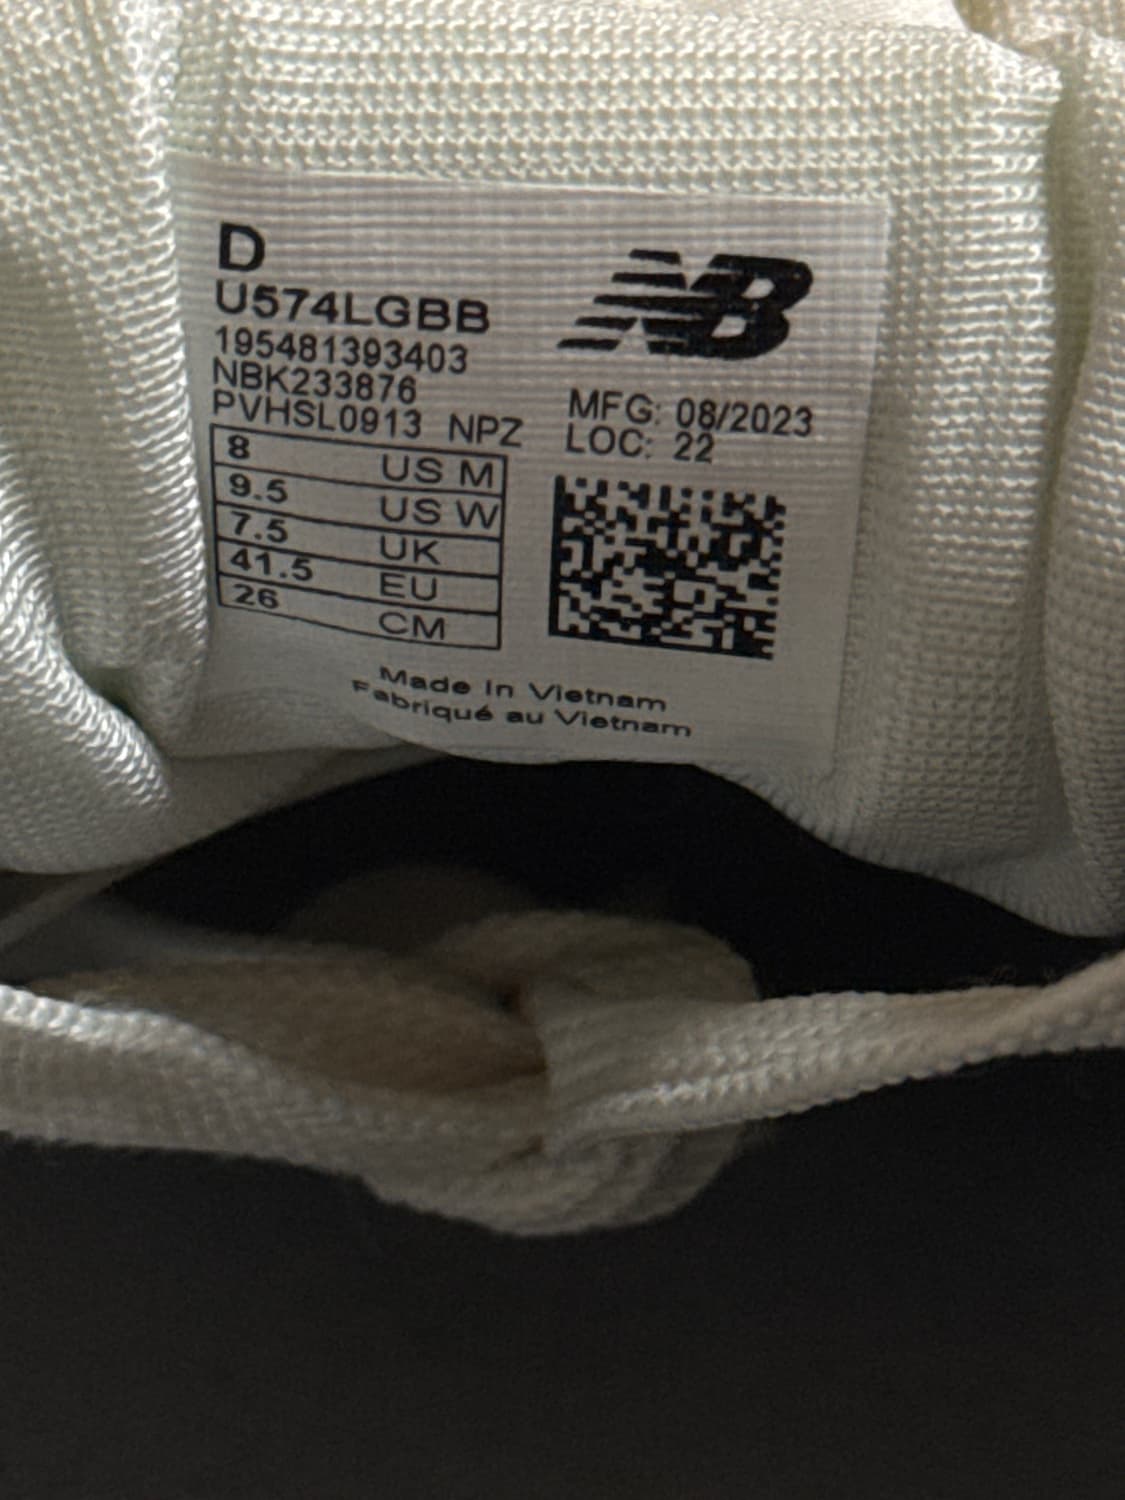 D
U574LGBB
195481393403
NBK233876
PVHSL0913 NPZ
NB
MFG: 08/2023
LOC: 22
8 US M
9.5 US W
7.5 UK
41.5 EU
26 CM
Made in Vietnam
Fabriqué au Vietnam